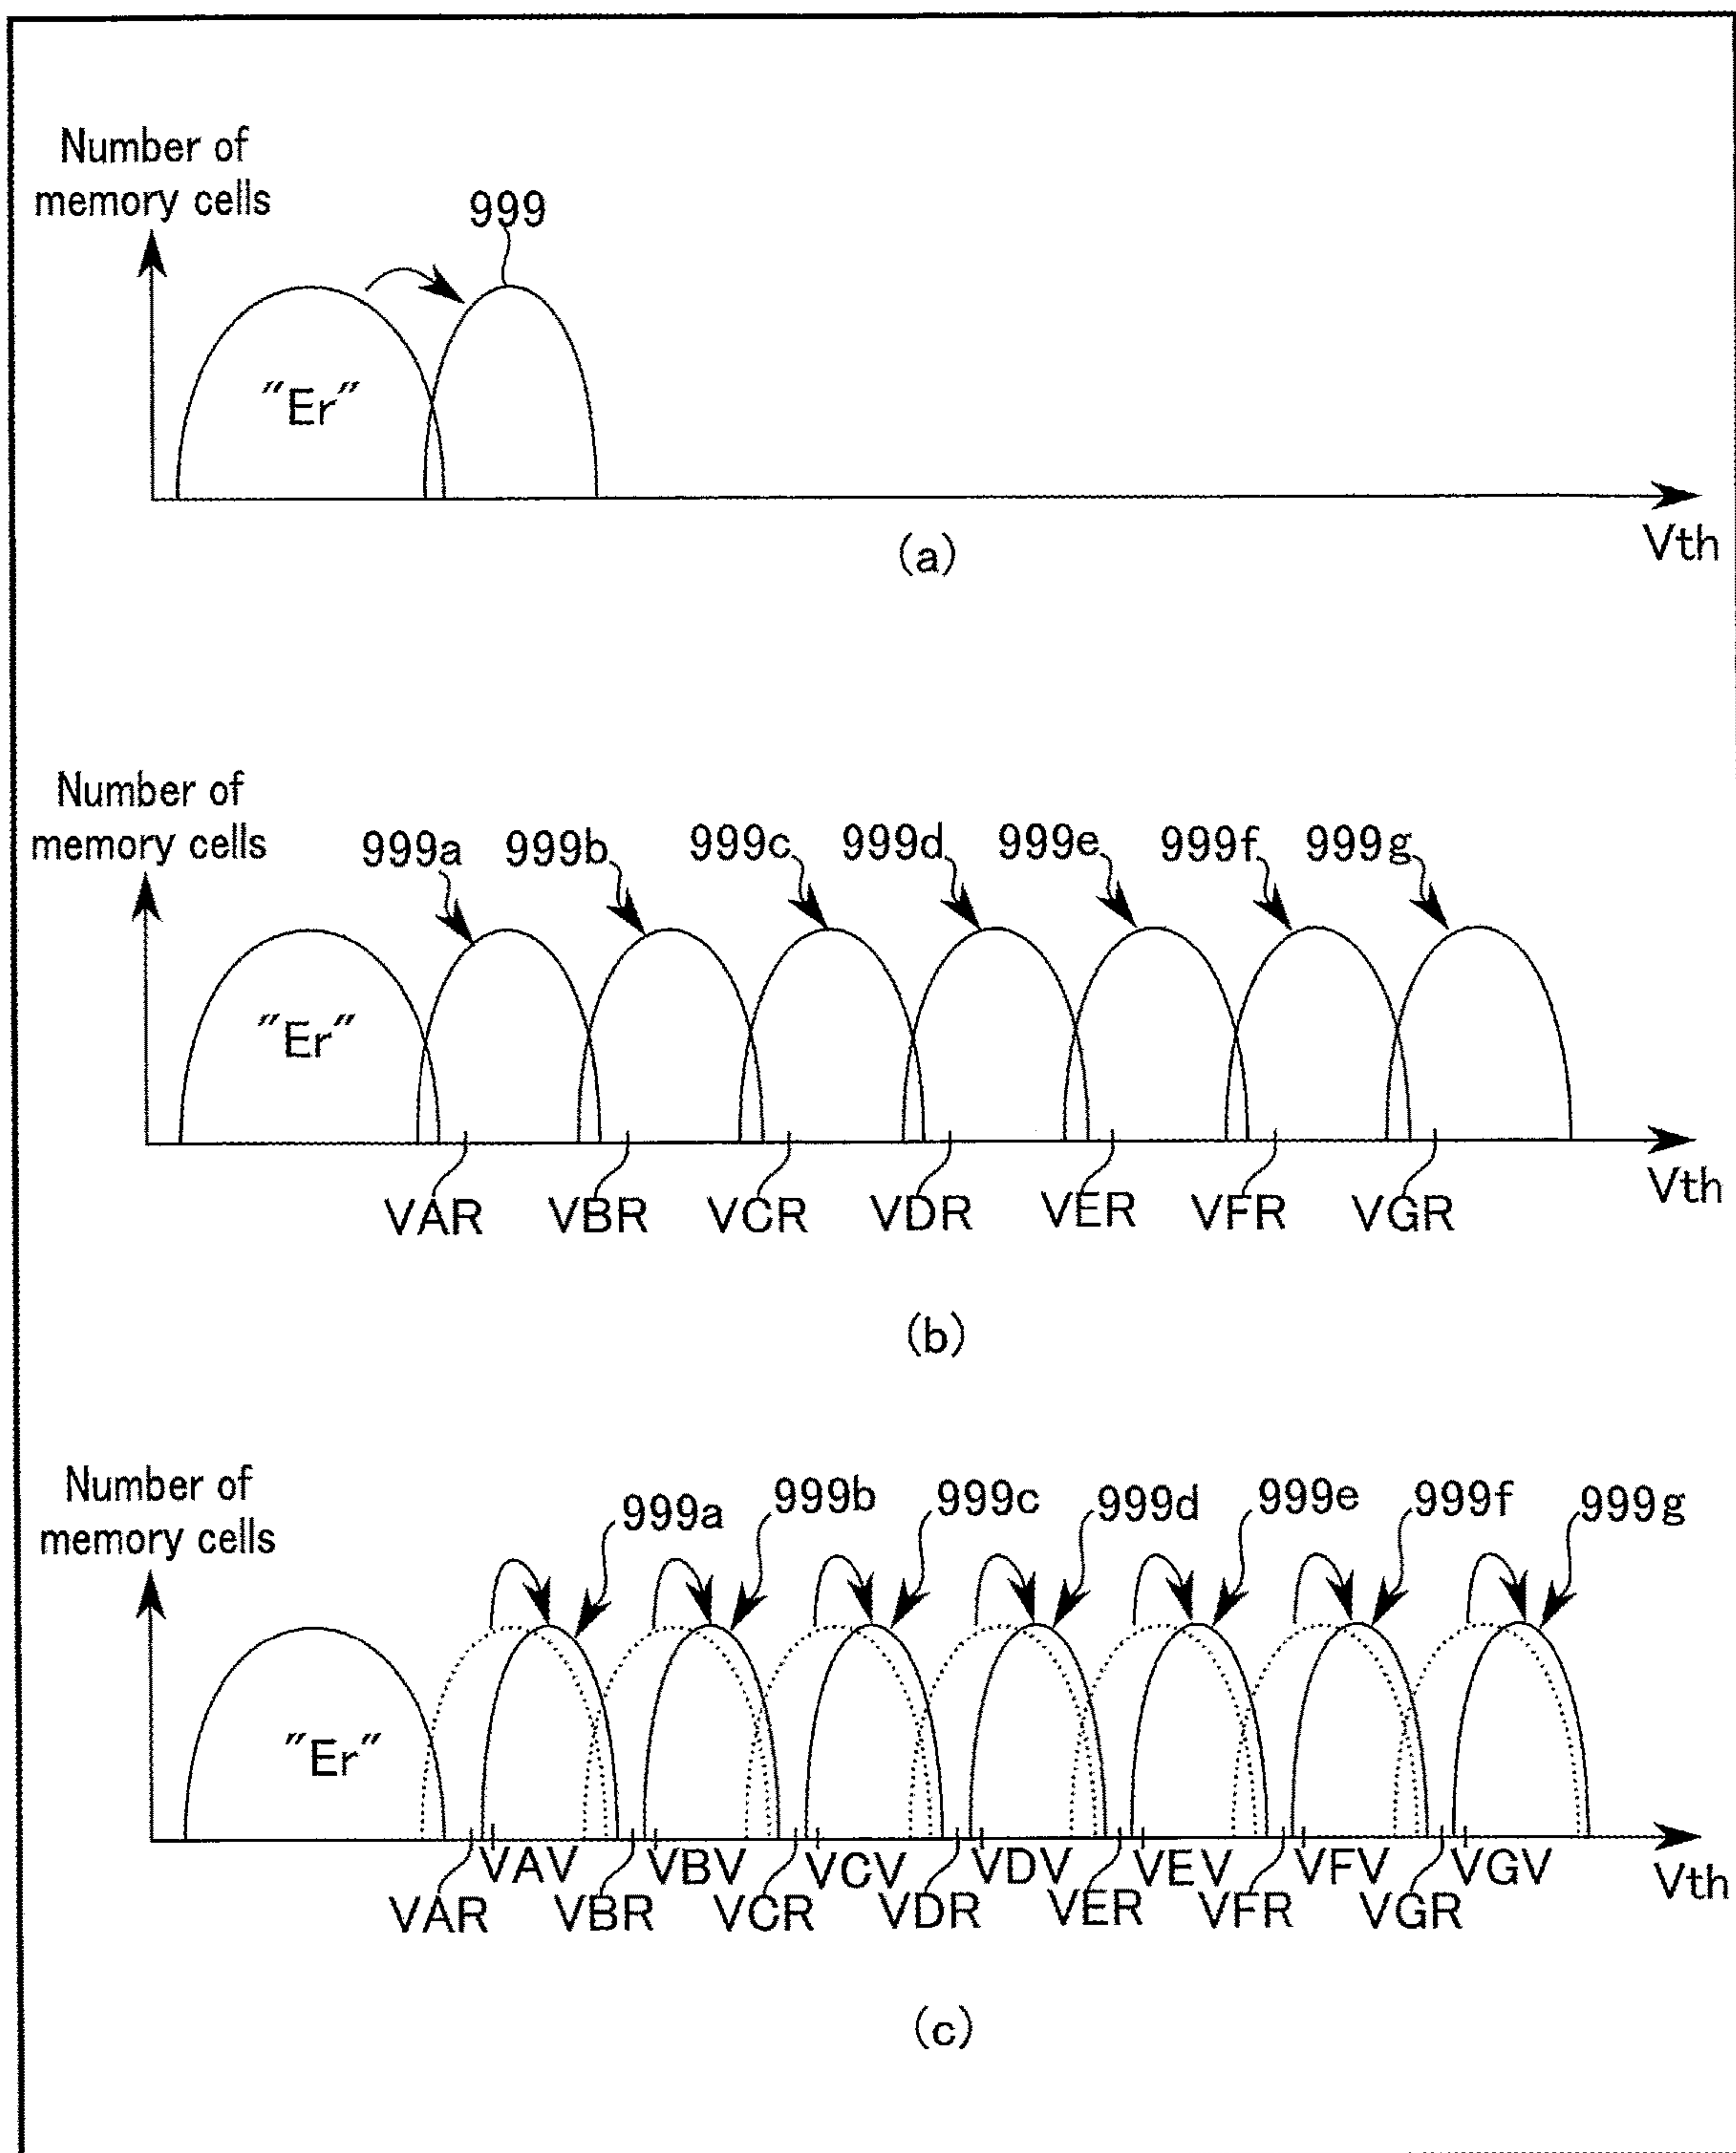 Number of
memory cells
999
"Er"
Vth
(a)
Number of
memory cells
999a 999b 999c 999d 999e 999f 999g
"Er"
VAR VBR VCR VDR VER VFR VGR
Vth
(b)
Number of
memory cells
999a 999b 999c 999d 999e 999f 999g
"Er"
VAV VBV VCV VDV VEV VFV VGV
Vth
VAR VBR VCR VDR VER VFR VGR
(c)